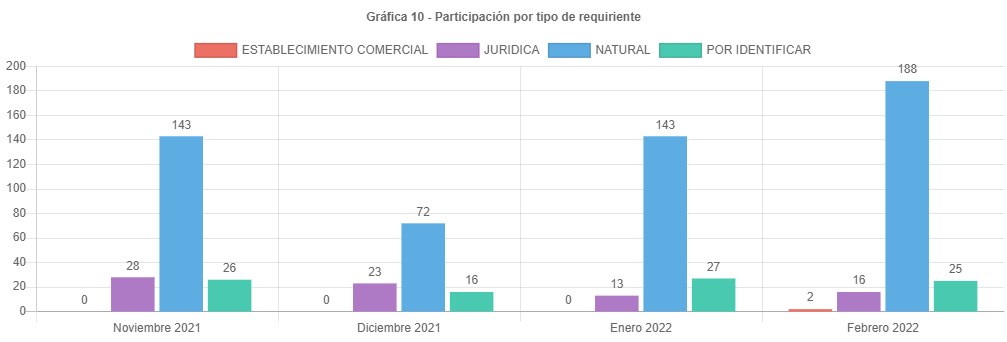 Gráfica 10 - Participación por tipo de requiriente
ESTABLECIMIENTO COMERCIAL JURIDICA NATURAL POR IDENTIFICAR
200
180
160
140
120
100
80
60
40
20
0
0 28 143 26
0 23 72 16
0 13 143 27
2 16 188 25
Noviembre 2021 Diciembre 2021 Enero 2022 Febrero 2022